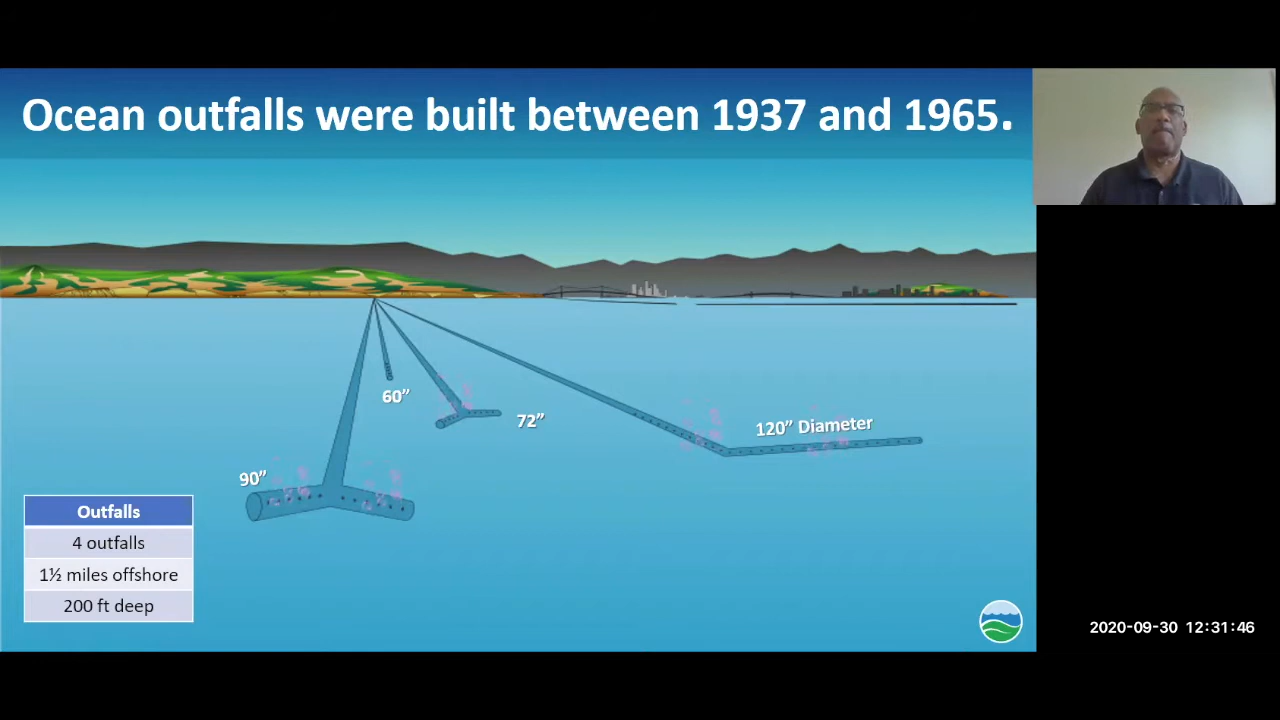 Ocean outfalls were built between 1937 and 1965.
60”
72”
120” Diameter
90”
Outfalls
4 outfalls
1½ miles offshore
200 ft deep
2020-09-30 12:31:46